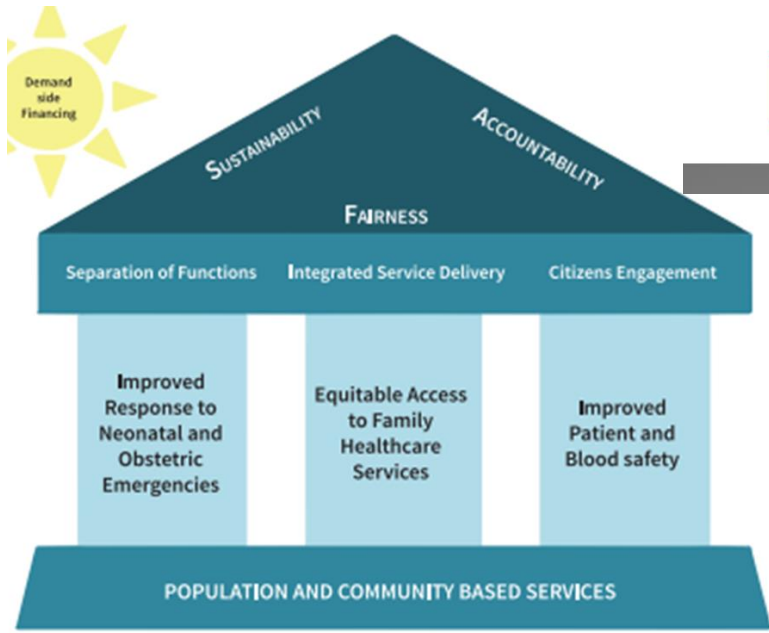 Demand
side
Financing
SUSTAINABILITY
ACCOUNTABILITY
FAIRNESS
Separation of Functions
Integrated Service Delivery
Citizens Engagement
Improved
Response to
Neonatal and
Obstetric
Emergencies
Equitable Access
to Family
Healthcare
Services
Improved
Patient and
Blood safety
POPULATION AND COMMUNITY BASED SERVICES